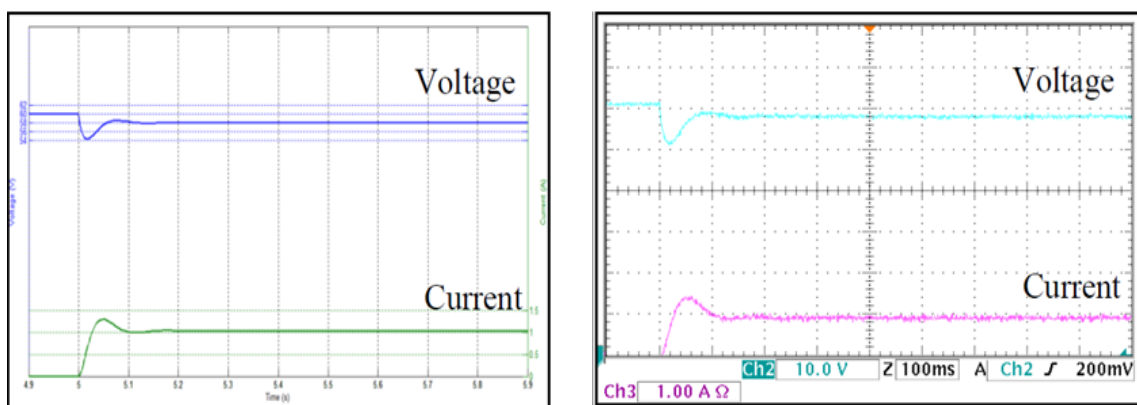 Voltage
Voltage (V)
Current (A)
Current
1.5
1
0.5
0
4.9 5 5.1 5.2 5.3 5.4 5.5 5.6 5.7 5.8 5.9
Time (s)
Voltage
Current
Ch2 10.0 V Z 100ms A Ch2 200mV
Ch3 1.00 A Ω